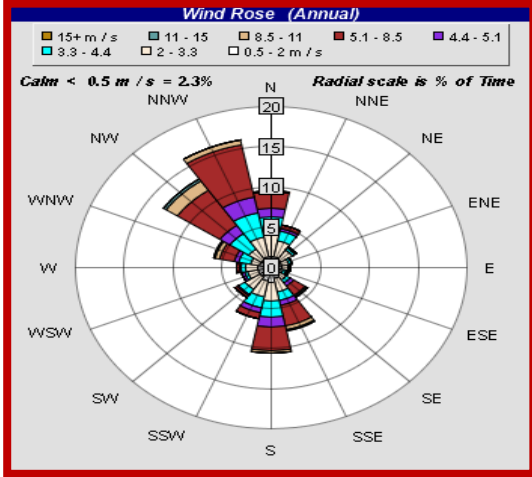 Wind Rose (Annual)
15+ m / s 11 - 15 8.5 - 11 5.1 - 8.5 4.4 - 5.1
3.3 - 4.4 2 - 3.3 0.5 - 2 m / s
Calm < 0.5 m / s = 2.3% Radial scale is % of Time
NNW N NNE
20
NW NE
15
10
WNW ENE
5
W 0 E
WSW ESE
SW SE
SSW SSE
S